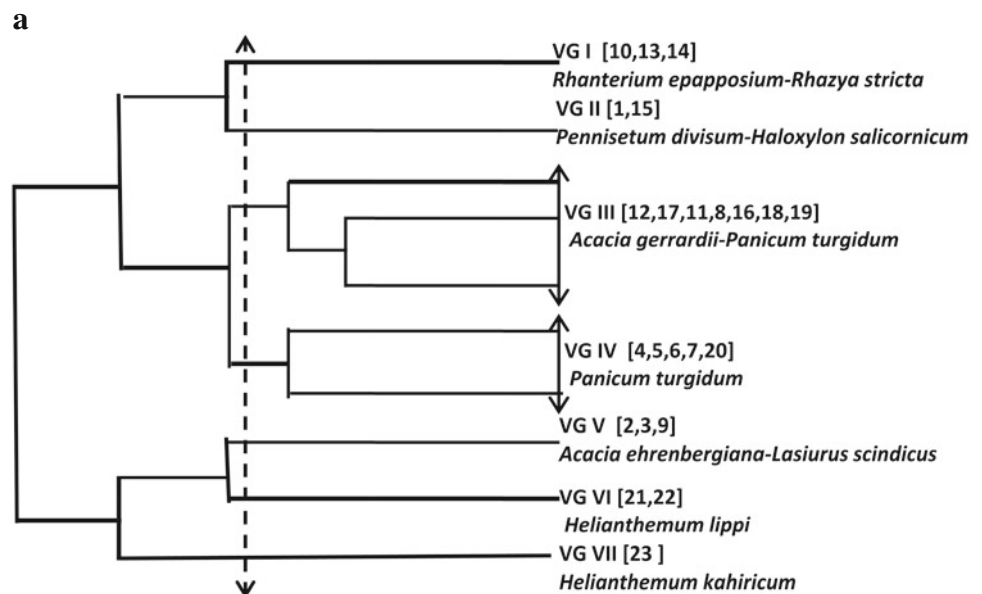 a
VG I [10,13,14]
Rhanterium epapposium-Rhazya stricta
VG II [1,15]
Pennisetum divisum-Haloxylon salicornicum
VG III [12,17,11,8,16,18,19]
Acacia gerrardii-Panicum turgidum
VG IV [4,5,6,7,20]
Panicum turgidum
VG V [2,3,9]
Acacia ehrenbergiana-Lasiurus scindicus
VG VI [21,22]
Helianthemum lippi
VG VII [23 ]
Helianthemum kahiricum